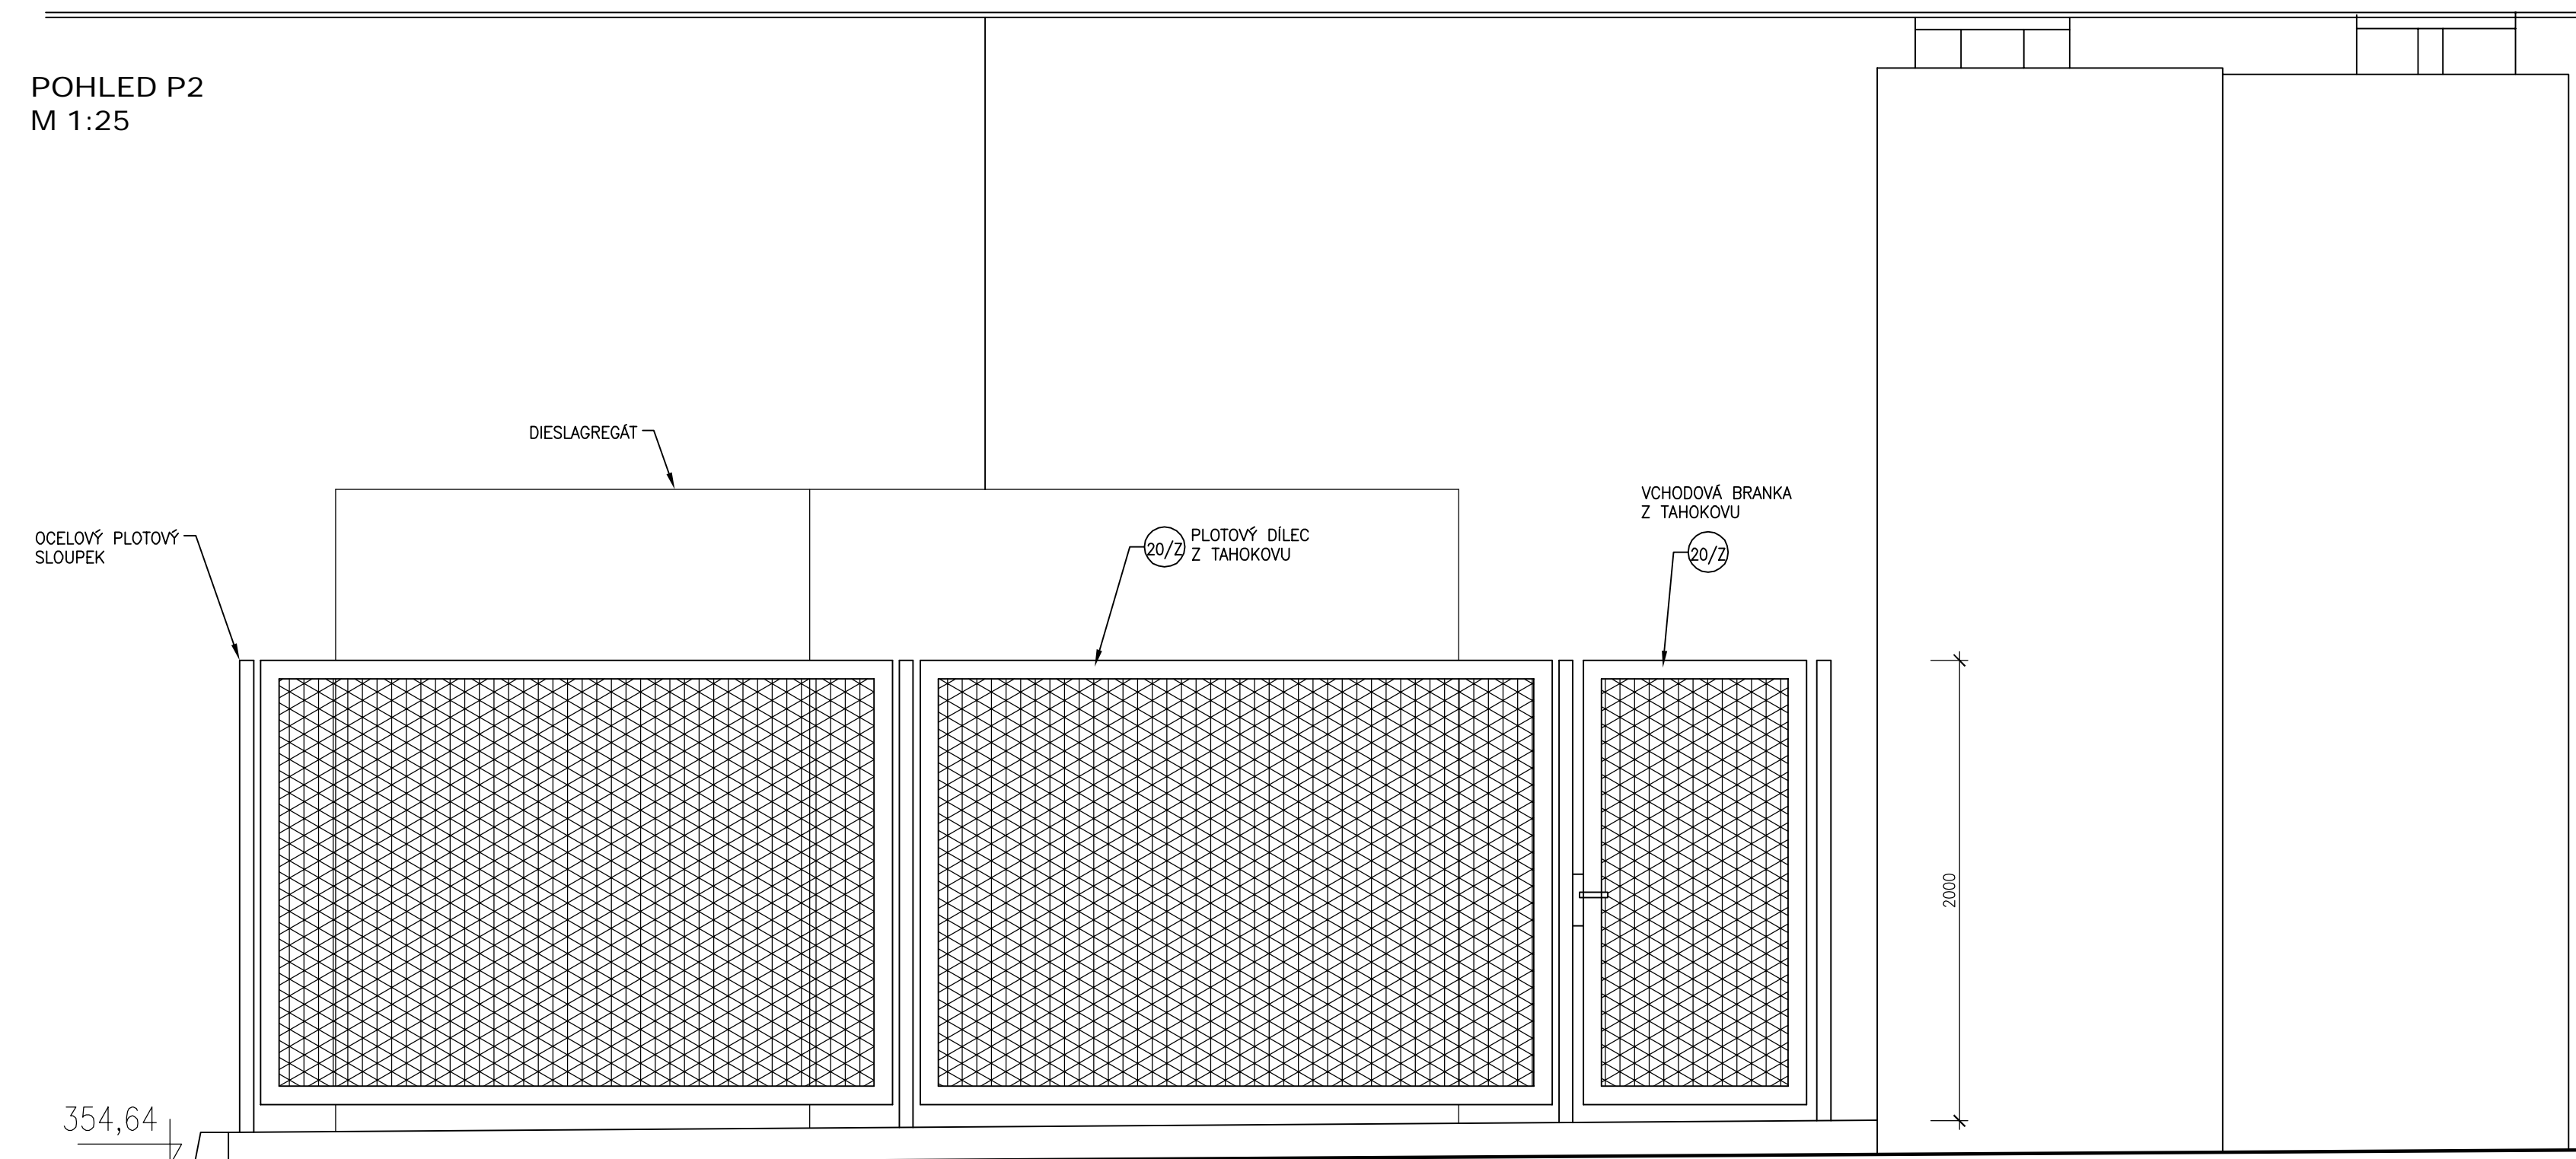 POHLED P2
M 1:25
DIESLAGREGÁT
OCELOVÝ PLOTOVÝ
SLOUPEK
20/Z
PLOTOVÝ DÍLEC
Z TAHOKOVU
VCHODOVÁ BRANKA
Z TAHOKOVU
20/Z
2000
354,64